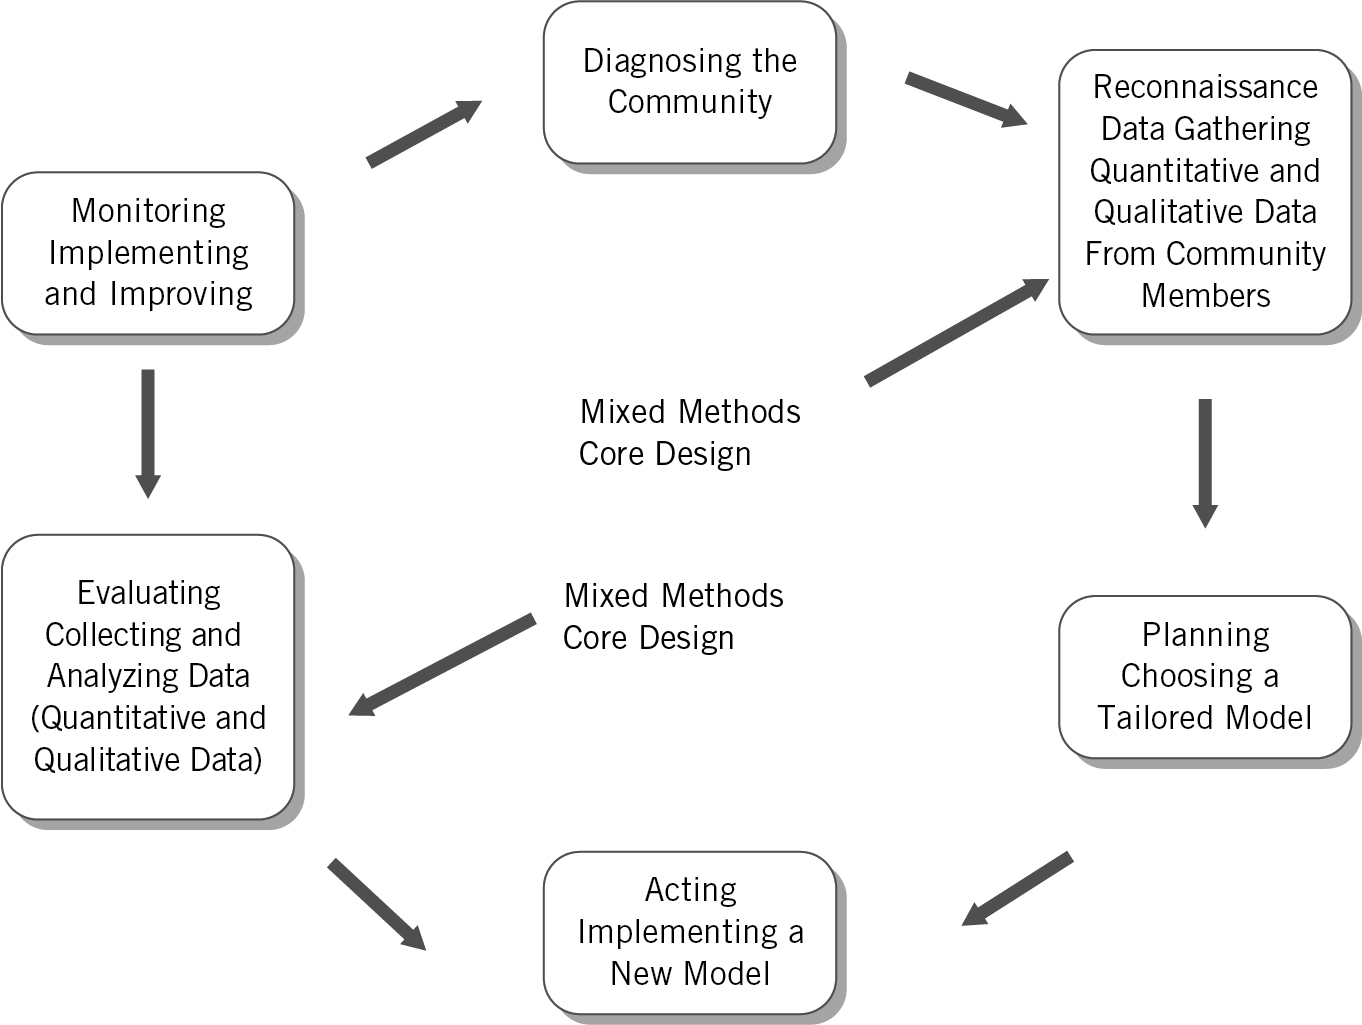 Diagnosing the
Community
Reconnaissance
Data Gathering
Quantitative and
Qualitative Data
From Community
Members
Monitoring
Implementing
and Improving
Mixed Methods
Core Design
Evaluating
Collecting and
Analyzing Data
(Quantitative and
Qualitative Data)
Mixed Methods
Core Design
Planning
Choosing a
Tailored Model
Acting
Implementing a
New Model